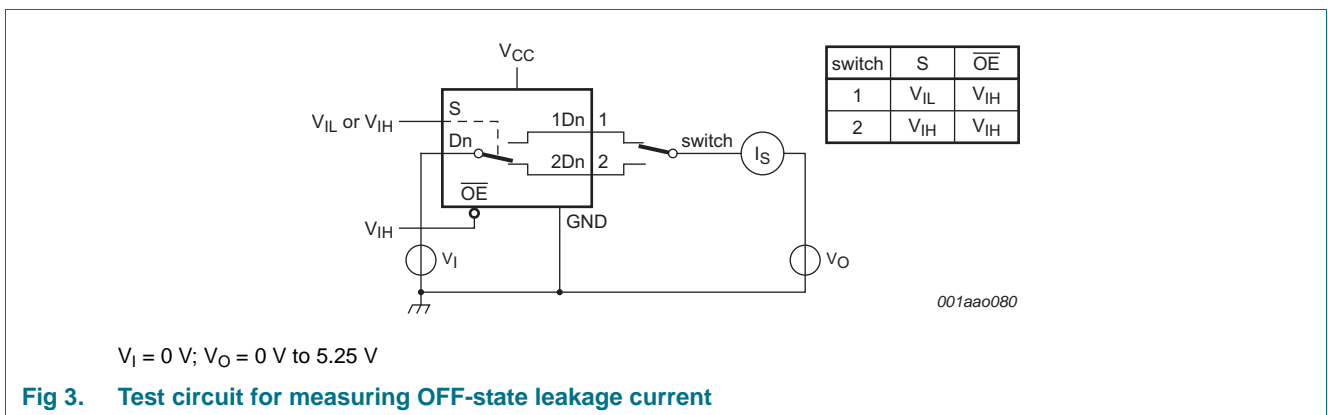 VCC
switch S OE
1 VIL VIH
2 VIH VIH
S
VIL or VIH
1Dn 1
Dn
switch
IS
2Dn 2
OE
GND
VIH
VI
VO
001aao080
VI = 0 V; VO = 0 V to 5.25 V
Fig 3. Test circuit for measuring OFF-state leakage current